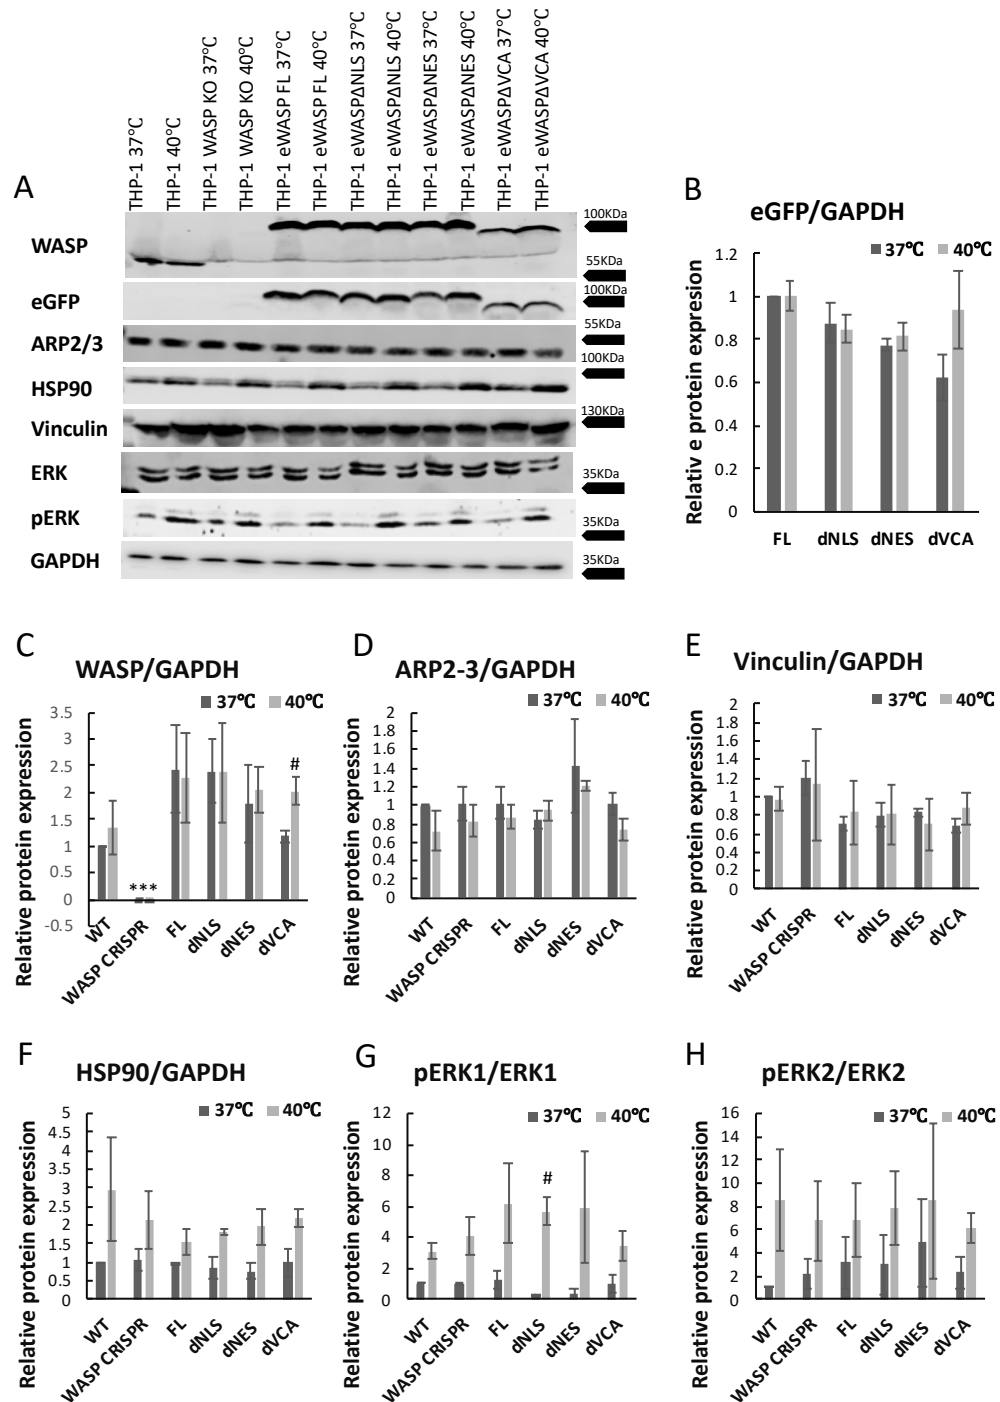 A
THP-1 37℃
THP-1 40℃
THP-1 WASP KO 37℃
THP-1 WASP KO 40℃
THP-1 eWASP FL 37℃
THP-1 eWASP FL 40℃
THP-1 eWASPΔNLS 37℃
THP-1 eWASPΔNLS 40℃
THP-1 eWASPΔNES 37℃
THP-1 eWASPΔNES 40℃
THP-1 eWASPΔVCA 37℃
THP-1 eWASPΔVCA 40℃
WASP
100KDa
55KDa
eGFP
100KDa
ARP2/3
55KDa
100KDa
HSP90
Vinculin
130KDa
ERK
35KDa
pERK
35KDa
GAPDH
35KDa
B
eGFP/GAPDH
37℃ 40℃
Relativ e protein expresion
1.2
1
0.8
0.6
0.4
0.2
0
FL dNLS dNES dVCA
C
WASP/GAPDH
37℃ 40℃
Relative protein expression
3.5
3
2.5
2
1.5
1
0.5
0
-0.5
***
#
WT
WASP CRISPR
FL
dNLS
dNES
dVCA
D
ARP2-3/GAPDH
37℃ 40℃
Relative protein expression
2
1.8
1.6
1.4
1.2
1
0.8
0.6
0.4
0.2
0
WT
WASP CRISPR
FL
dNLS
dNES
dVCA
E
Vinculin/GAPDH
37℃ 40℃
Relative protein expression
2
1.8
1.6
1.4
1.2
1
0.8
0.6
0.4
0.2
0
WT
WASP CRISPR
FL
dNLS
dNES
dVCA
F
HSP90/GAPDH
37℃ 40℃
Relative protein expression
5
4.5
4
3.5
3
2.5
2
1.5
1
0.5
0
WT
WASP CRISPR
FL
dNLS
dNES
dVCA
G
pERK1/ERK1
37℃ 40℃
Relative protein expression
12
10
8
6
4
2
0
#
WT
WASP CRISPR
FL
dNLS
dNES
dVCA
H
pERK2/ERK2
37℃ 40℃
Relative protein expression
16
14
12
10
8
6
4
2
0
WT
WASP CRISPR
FL
dNLS
dNES
dVCA